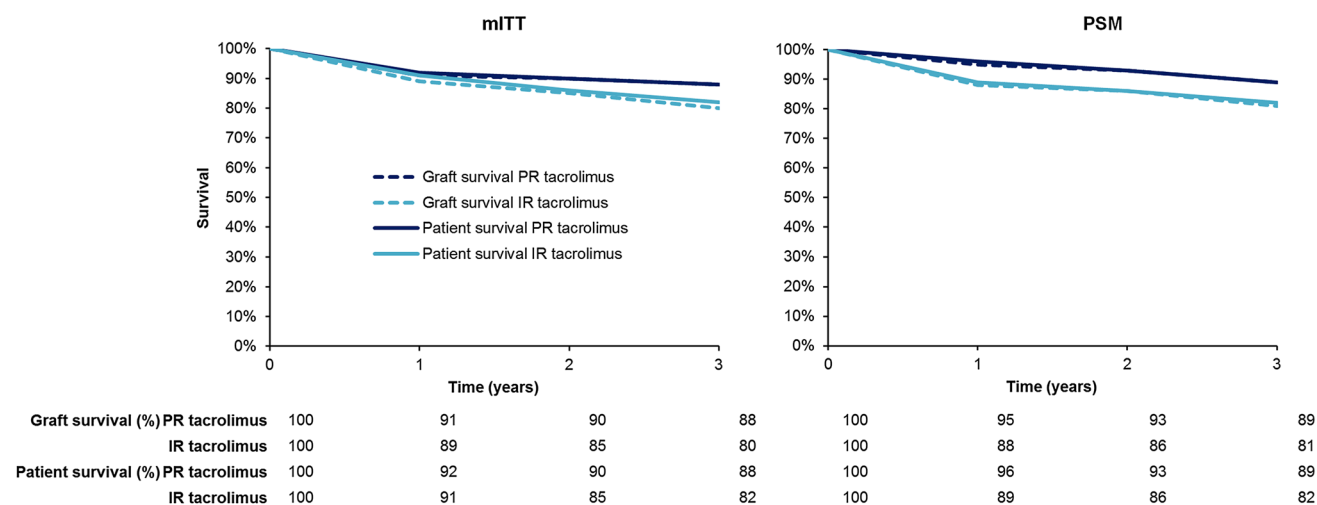 mITT
PSM
100%
90%
80%
70%
60%
50%
40%
30%
20%
10%
0%
Survival
Graft survival PR tacrolimus
Graft survival IR tacrolimus
Patient survival PR tacrolimus
Patient survival IR tacrolimus
0 1 2 3
Time (years)
100%
90%
80%
70%
60%
50%
40%
30%
20%
10%
0%
0 1 2 3
Time (years)
Graft survival (%) PR tacrolimus 100 91 90 88 100 95 93 89
IR tacrolimus 100 89 85 80 100 88 86 81
Patient survival (%) PR tacrolimus 100 92 90 88 100 96 93 89
IR tacrolimus 100 91 85 82 100 89 86 82